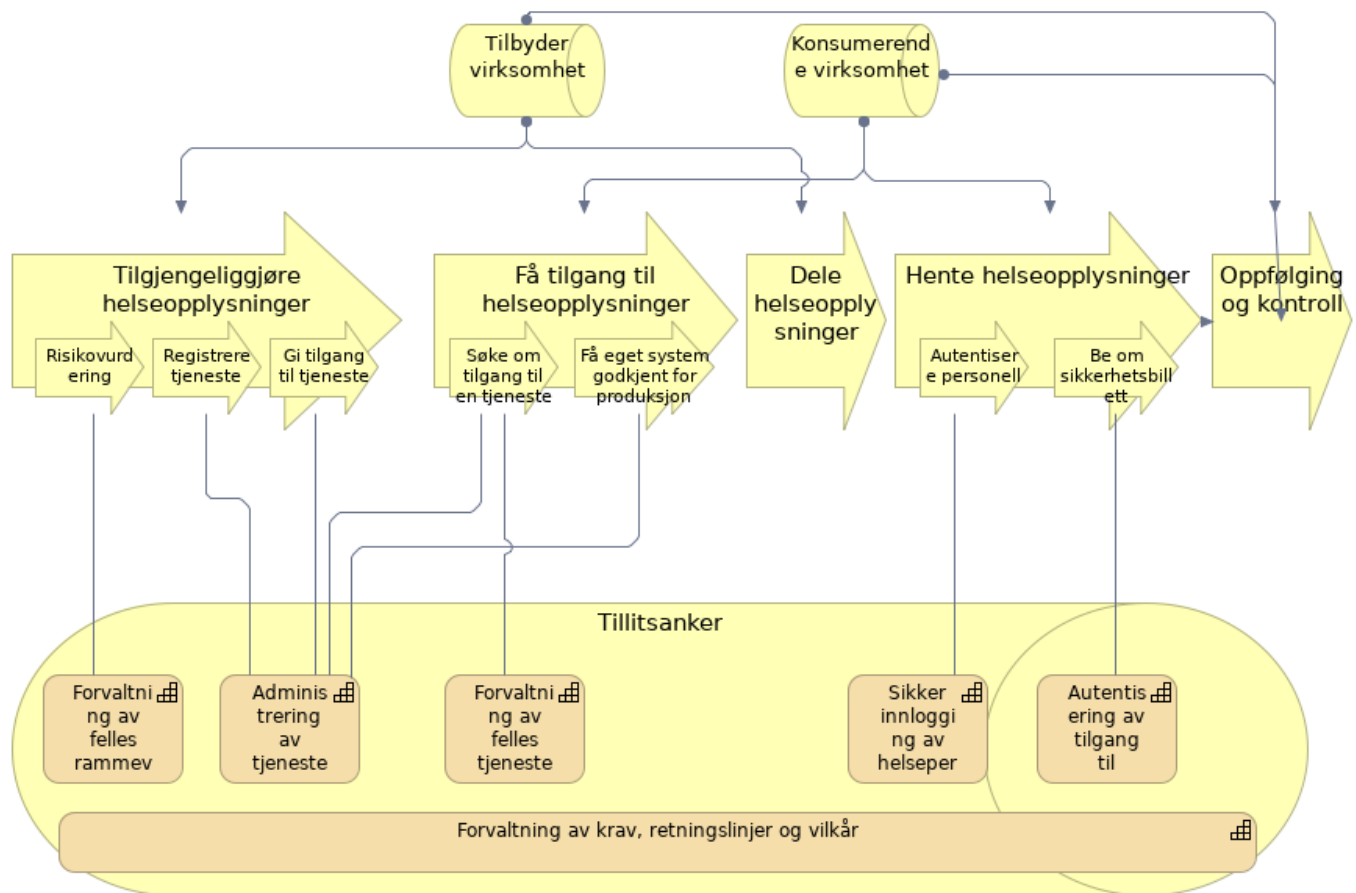 Tilbyder
virksomhet
Konsumerend
e virksomhet
Tilgjengeliggjøre
helseopplysninger
Risikovurd
ering
Registrere
tjeneste
Gi tilgang
til tjeneste
Få tilgang til
helseopplysninger
Søke om
tilgang til
en tjeneste
Få eget system
godkjent for
produksjon
Dele
helseopply
sninger
Hente helseopplysninger
Autentiser
e personell
Be om
sikkerhetsbill
ett
Oppfølging
og kontroll
Tillitsanker
Forvaltni
ng av
felles
rammev
Adminis
trering
av
tjeneste
Forvaltni
ng av
felles
tjeneste
Sikker
innloggi
ng av
helseper
Autentis
ering av
tilgang
til
Forvaltning av krav, retningslinjer og vilkår